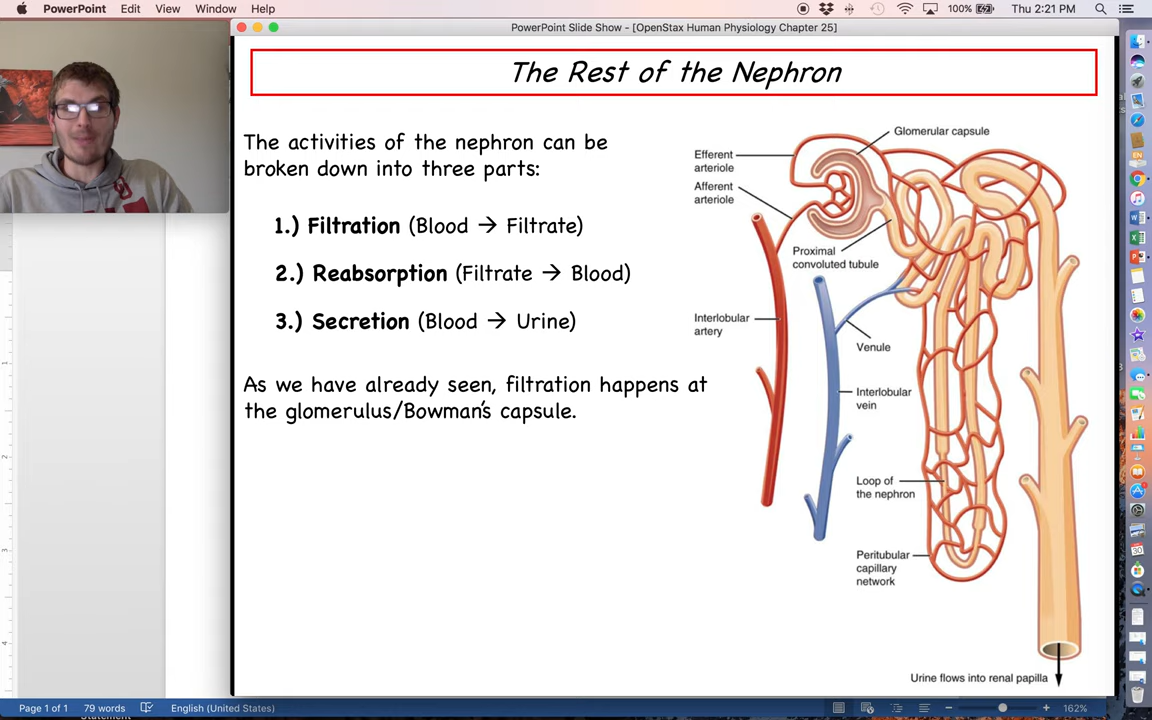 PowerPoint Edit View Window Help 100% Thu 2:21 PM
PowerPoint Slide Show - [OpenStax Human Physiology Chapter 25]
The Rest of the Nephron
The activities of the nephron can be
broken down into three parts:
1.) Filtration (Blood → Filtrate)
2.) Reabsorption (Filtrate → Blood)
3.) Secretion (Blood → Urine)
As we have already seen, filtration happens at
the glomerulus/Bowman's capsule.
Glomerular capsule
Efferent
arteriole
Afferent
arteriole
Proximal
convoluted tubule
Interlobular
artery
Venule
Interlobular
vein
Loop of
the nephron
Peritubular
capillary
network
Urine flows into renal papilla
Page 1 of 1 79 words English (United States) 162%